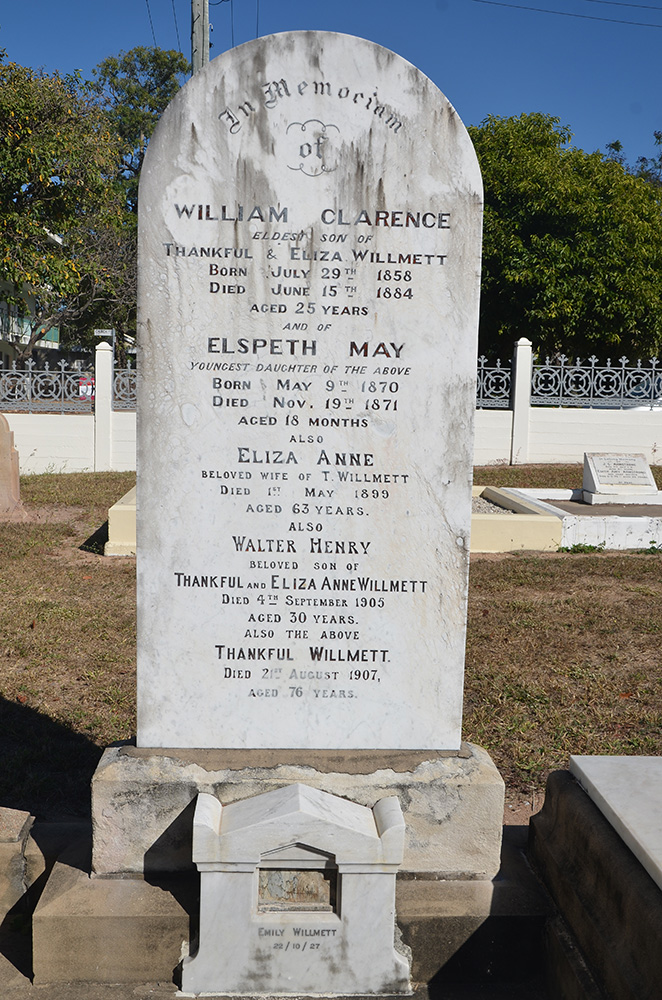 In Memoriam
of
WILLIAM CLARENCE
ELDEST SON OF
THANKFUL & ELIZA WILLMETT
BORN JULY 29TH 1858
DIED JUNE 15TH 1884
AGED 25 YEARS
AND OF
ELSPETH MAY
YOUNGEST DAUGHTER OF THE ABOVE
BORN MAY 9TH 1870
DIED NOV. 19TH 1871
AGED 18 MONTHS
ALSO
ELIZA ANNE
BELOVED WIFE OF T. WILLMETT
DIED 1ST MAY 1899
AGED 63 YEARS.
ALSO
WALTER HENRY
BELOVED SON OF
THANKFUL AND ELIZA ANNE WILLMETT
DIED 4TH SEPTEMBER 1905
AGED 30 YEARS.
ALSO THE ABOVE
THANKFUL WILLMETT.
DIED 21ST AUGUST 1907,
AGED 76 YEARS.
EMILY WILLMETT
22/10/27